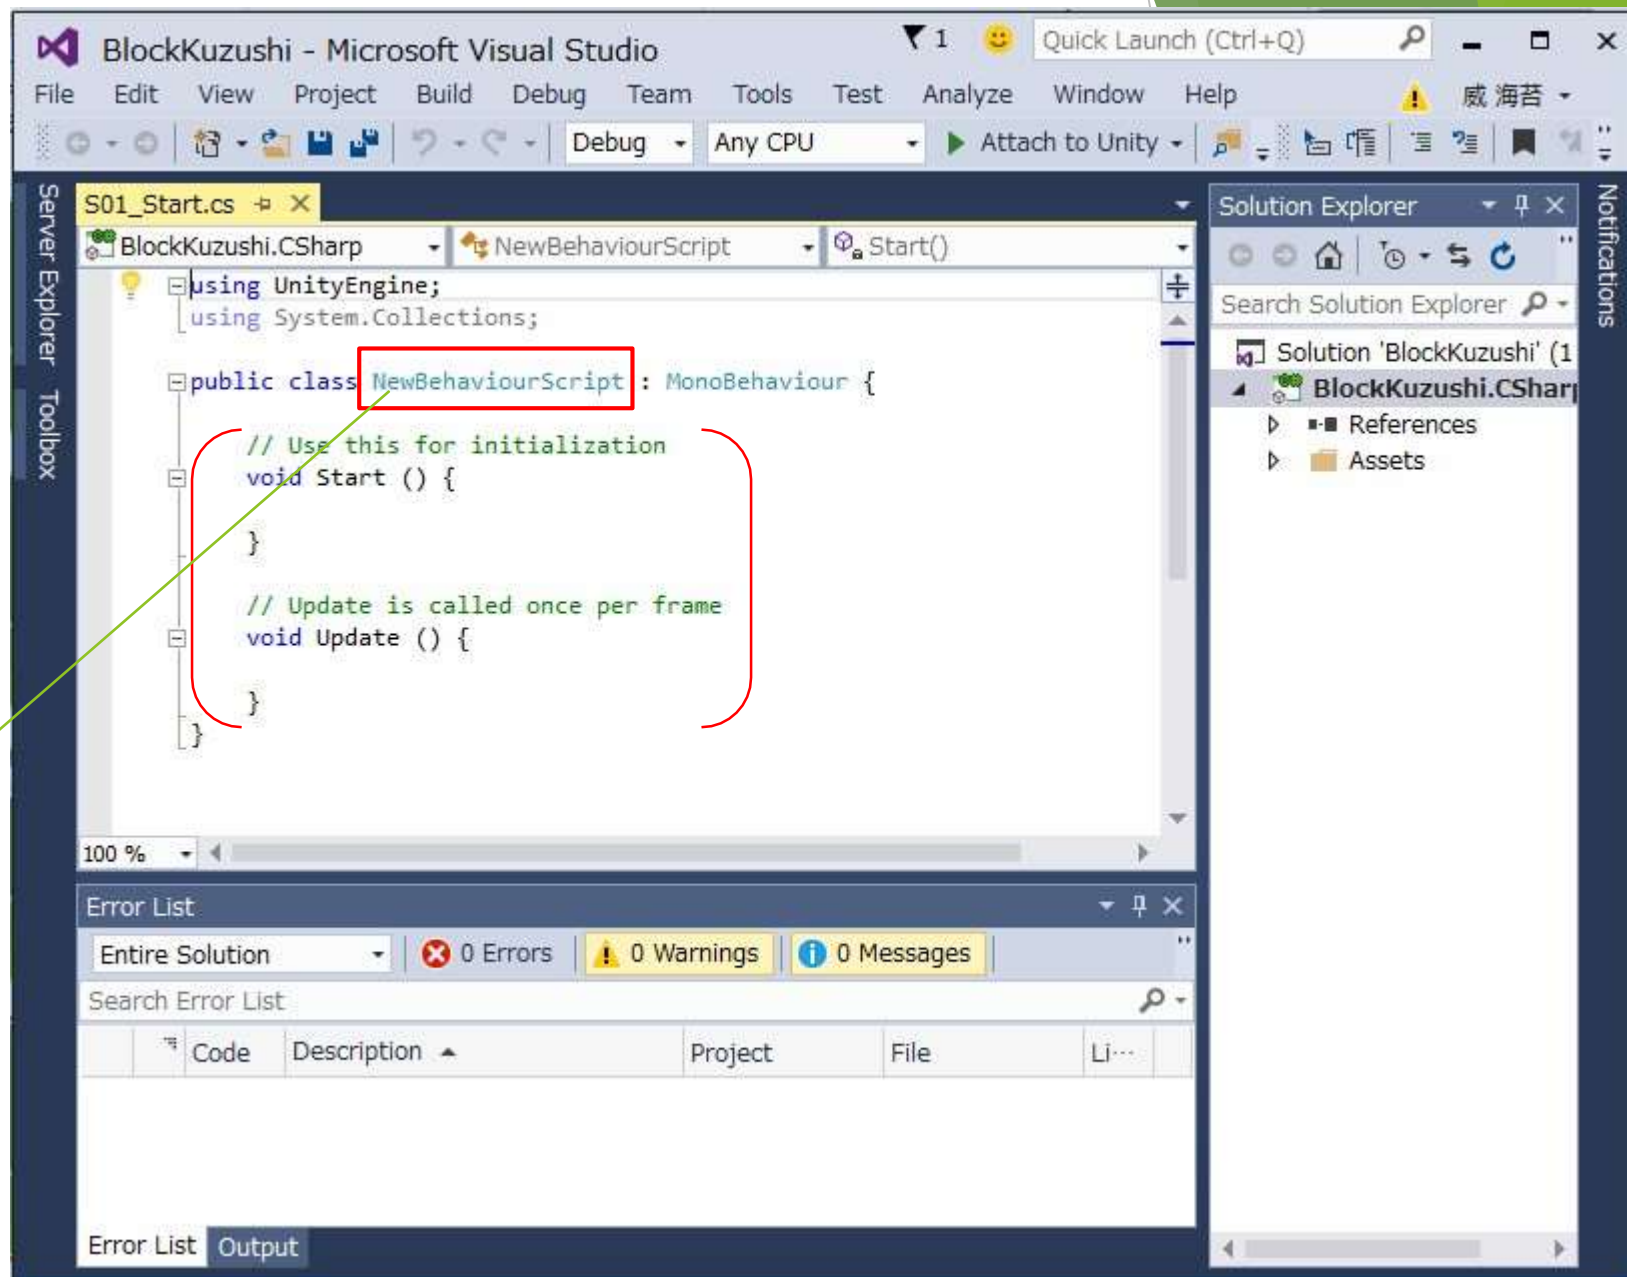 BlockKuzushi - Microsoft Visual Studio
1
Quick Launch (Ctrl+Q)
File Edit View Project Build Debug Team Tools Test Analyze Window Help
威 海苔
Debug Any CPU Attach to Unity
Server Explorer
Toolbox
S01_Start.cs
BlockKuzushi.CSharp NewBehaviourScript Start()
using UnityEngine;
using System.Collections;
public class NewBehaviourScript : MonoBehaviour {
// Use this for initialization
void Start () {
}
// Update is called once per frame
void Update () {
}
}
100 %
Error List
Entire Solution 0 Errors 0 Warnings 0 Messages
Search Error List
Code Description Project File Li...
Error List Output
Solution Explorer
Search Solution Explorer
Solution 'BlockKuzushi' (1
BlockKuzushi.CSharp
References
Assets
Notifications